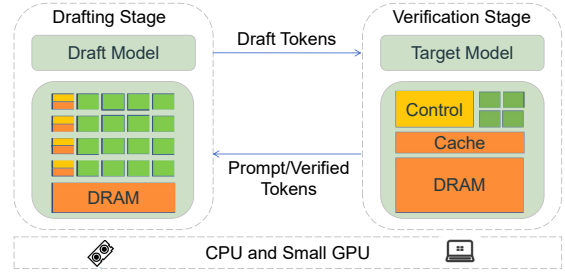 Drafting Stage
Verification Stage
Draft Model
Draft Tokens
Target Model
Control
Cache
Prompt/Verified
Tokens
DRAM
DRAM
CPU and Small GPU